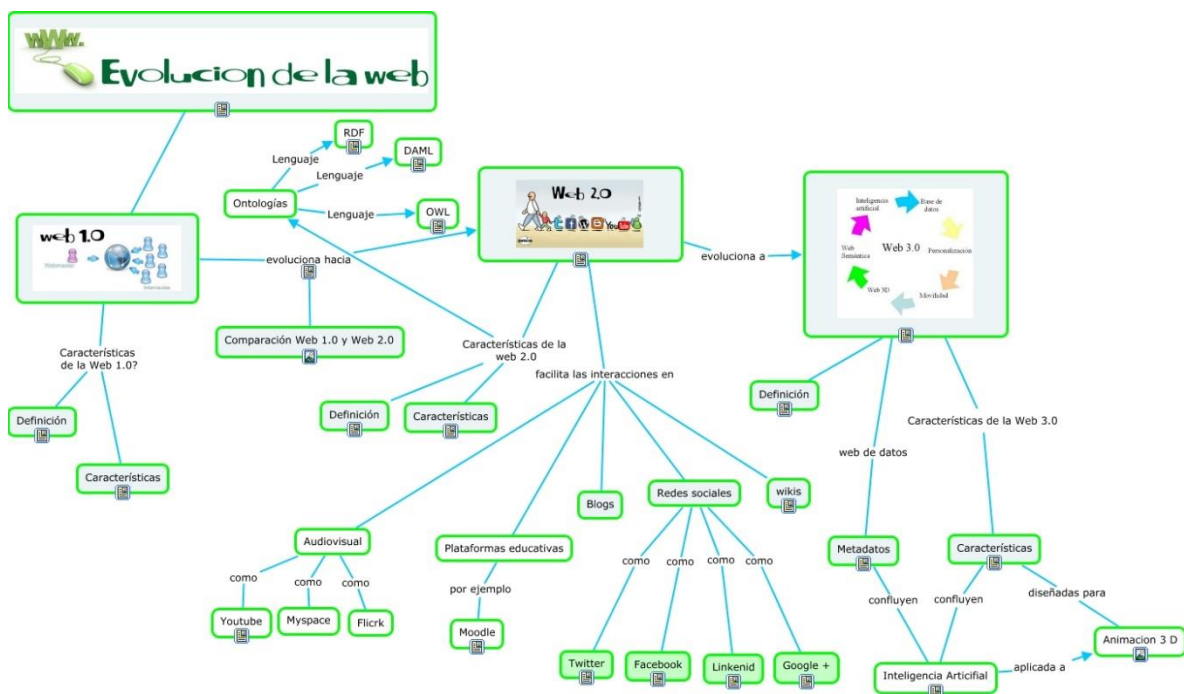 www.
Evolucion de la web
RDF
Lenguaje
DAML
Lenguaje
Ontologías
Lenguaje
OWL
web 1.0
Webmaster
Internautas
evoluciona hacia
Web 2.0
YouTube
evoluciona a
Inteligencia
artificial
Base de
datos
Web
Semántica
Web 3.0
Personalización
Web 3D
Movilidad
Comparación Web 1.0 y Web 2.0
Características
de la Web 1.0?
Definición
Características
Características de la
web 2.0
Definición
Características
facilita las interacciones en
Definición
Características de la Web 3.0
web de datos
Audiovisual
como
como
como
Youtube
Myspace
Flicrk
Plataformas educativas
por ejemplo
Moodle
Blogs
Redes sociales
wikis
como
como
como
como
Twitter
Facebook
Linkenid
Google +
Metadatos
Características
confluyen
confluyen
diseñadas para
Animacion 3 D
Inteligencia Articifial
aplicada a